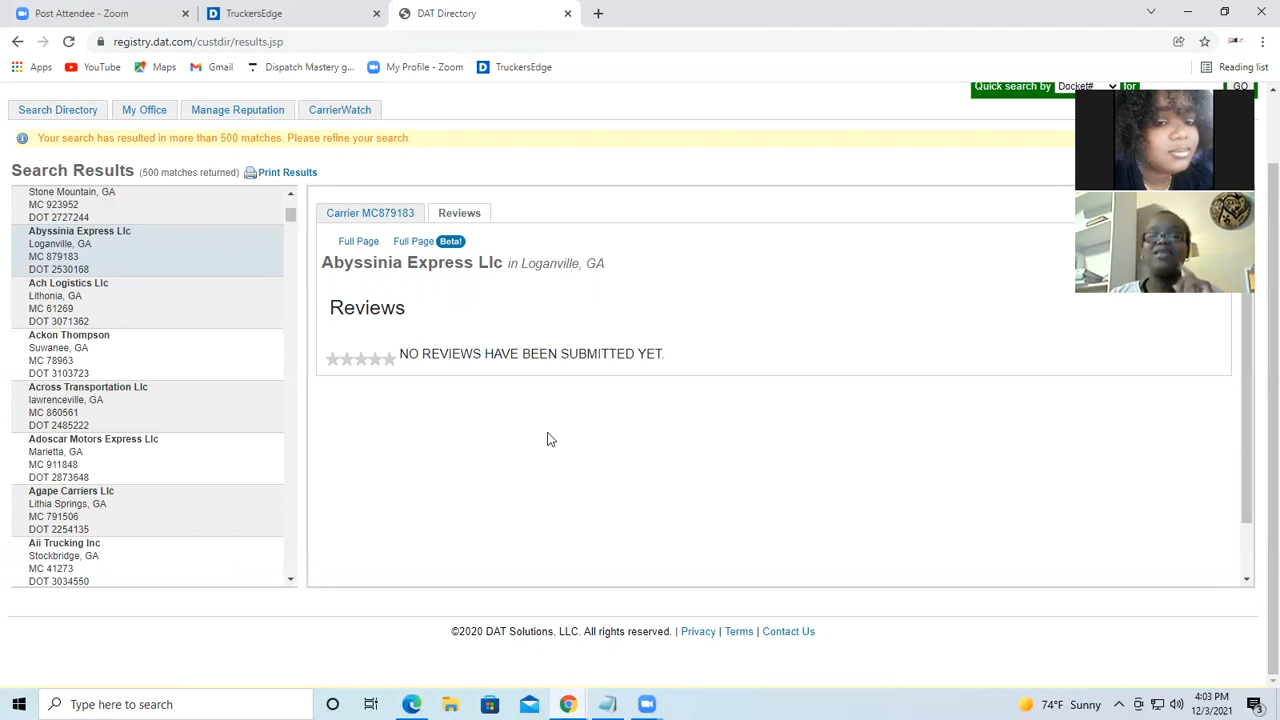 Post Attendee - Zoom
TruckersEdge
DAT Directory
registry.dat.com/custdir/results.jsp
Apps
YouTube
Maps
Gmail
Dispatch Mastery g...
My Profile - Zoom
TruckersEdge
Reading list
Quick search by Docket# for GO
Search Directory
My Office
Manage Reputation
CarrierWatch
Your search has resulted in more than 500 matches. Please refine your search.
Search Results (500 matches returned) Print Results
Stone Mountain, GA
MC 923952
DOT 2727244
Abyssinia Express Llc
Loganville, GA
MC 879183
DOT 2530168
Ach Logistics Llc
Lithonia, GA
MC 61269
DOT 3071362
Ackon Thompson
Suwanee, GA
MC 78963
DOT 3103723
Across Transportation Llc
lawrenceville, GA
MC 860561
DOT 2485222
Adoscar Motors Express Llc
Marietta, GA
MC 911848
DOT 2873648
Agape Carriers Llc
Lithia Springs, GA
MC 791506
DOT 2254135
Aii Trucking Inc
Stockbridge, GA
MC 41273
DOT 3034550
Carrier MC879183
Reviews
Full Page
Full Page Beta!
Abyssinia Express Llc in Loganville, GA
Reviews
NO REVIEWS HAVE BEEN SUBMITTED YET.
©2020 DAT Solutions, LLC. All rights reserved. | Privacy | Terms | Contact Us
Type here to search
74°F Sunny
4:03 PM
12/3/2021
3